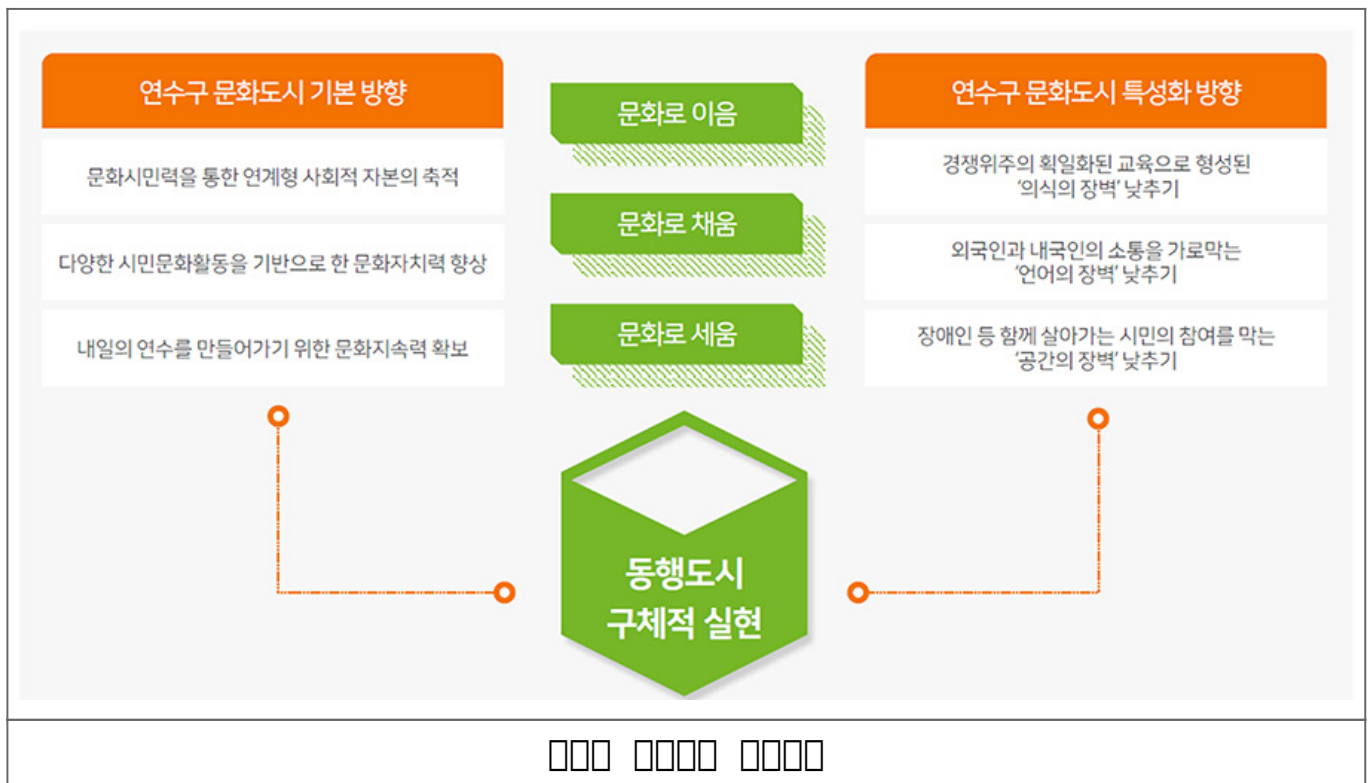 연수구 문화도시 기본 방향
문화시민력을 통한 연계형 사회적 자본의 축적
다양한 시민문화활동을 기반으로 한 문화자치력 향상
내일의 연수를 만들어가기 위한 문화지속력 확보
문화로 이음
문화로 채움
문화로 세움
연수구 문화도시 특성화 방향
경쟁위주의 획일화된 교육으로 형성된
'의식의 장벽' 낮추기
외국인과 내국인의 소통을 가로막는
'언어의 장벽' 낮추기
장애인 등 함께 살아가는 시민의 참여를 막는
'공간의 장벽' 낮추기
동행도시
구체적 실현